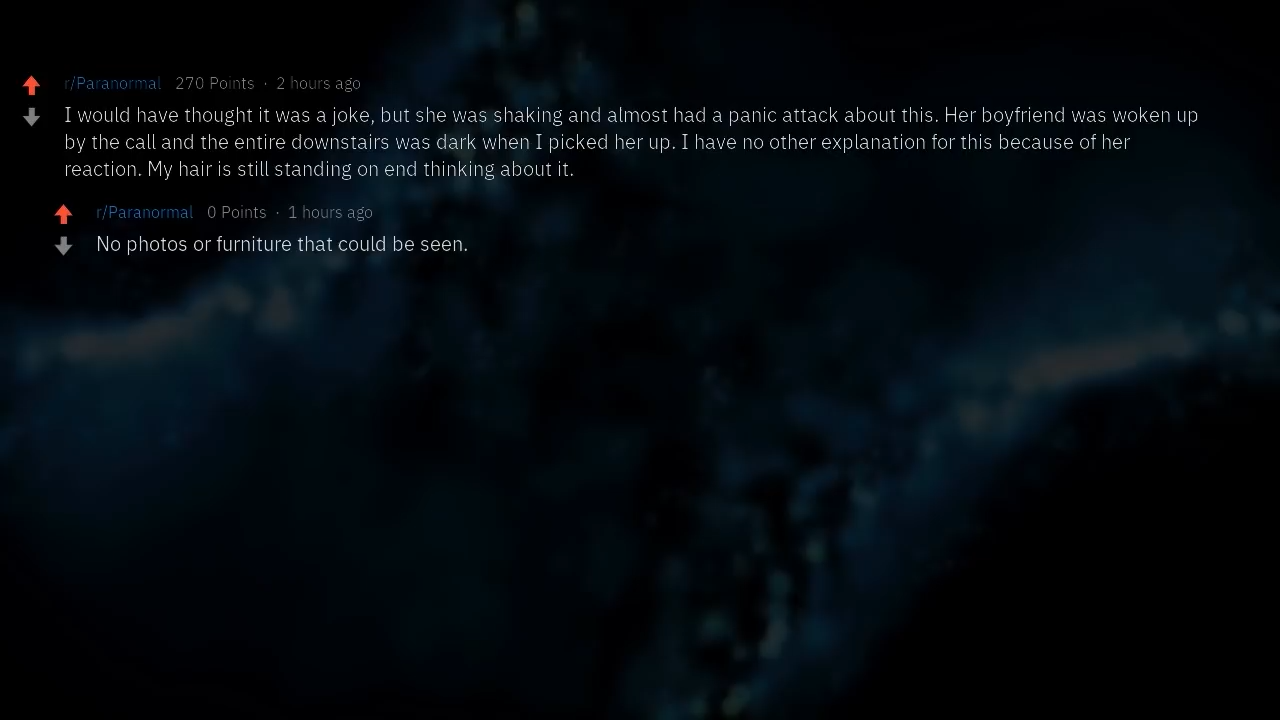 r/Paranormal 270 Points · 2 hours ago
I would have thought it was a joke, but she was shaking and almost had a panic attack about this. Her boyfriend was woken up
by the call and the entire downstairs was dark when I picked her up. I have no other explanation for this because of her
reaction. My hair is still standing on end thinking about it.
r/Paranormal 0 Points · 1 hours ago
No photos or furniture that could be seen.